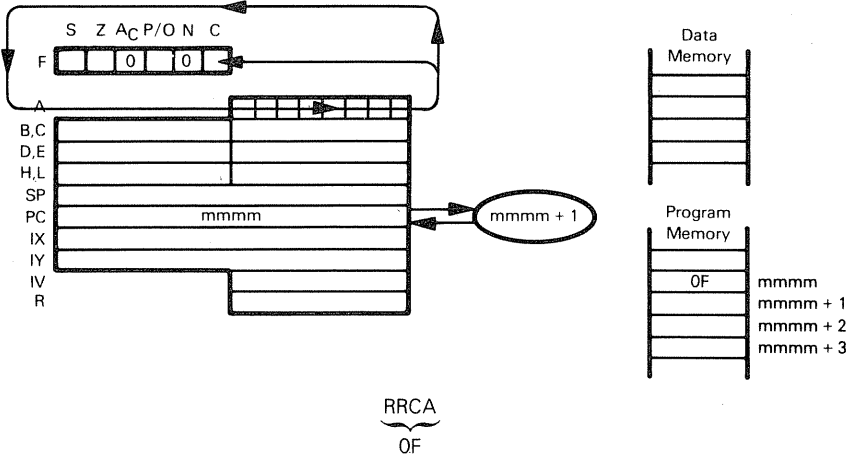 S Z AC P/O N C
F 0 0
A
B,C
D,E
H,L
SP
PC mmmm mmmm + 1
IX
IY
IV
R
Data
Memory
Program
Memory
0F mmmm
mmmm + 1
mmmm + 2
mmmm + 3
RRCA
0F